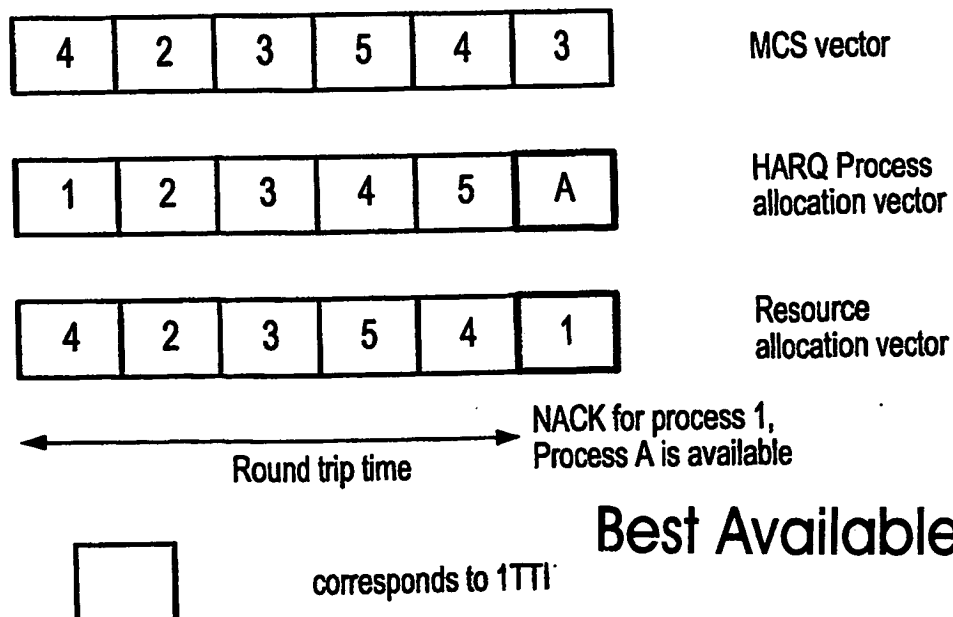 4 2 3 5 4 3 MCS vector
1 2 3 4 5 A HARQ Process
allocation vector
4 2 3 5 4 1 Resource
allocation vector
NACK for process 1,
Process A is available
Round trip time
Best Available
corresponds to 1TTI